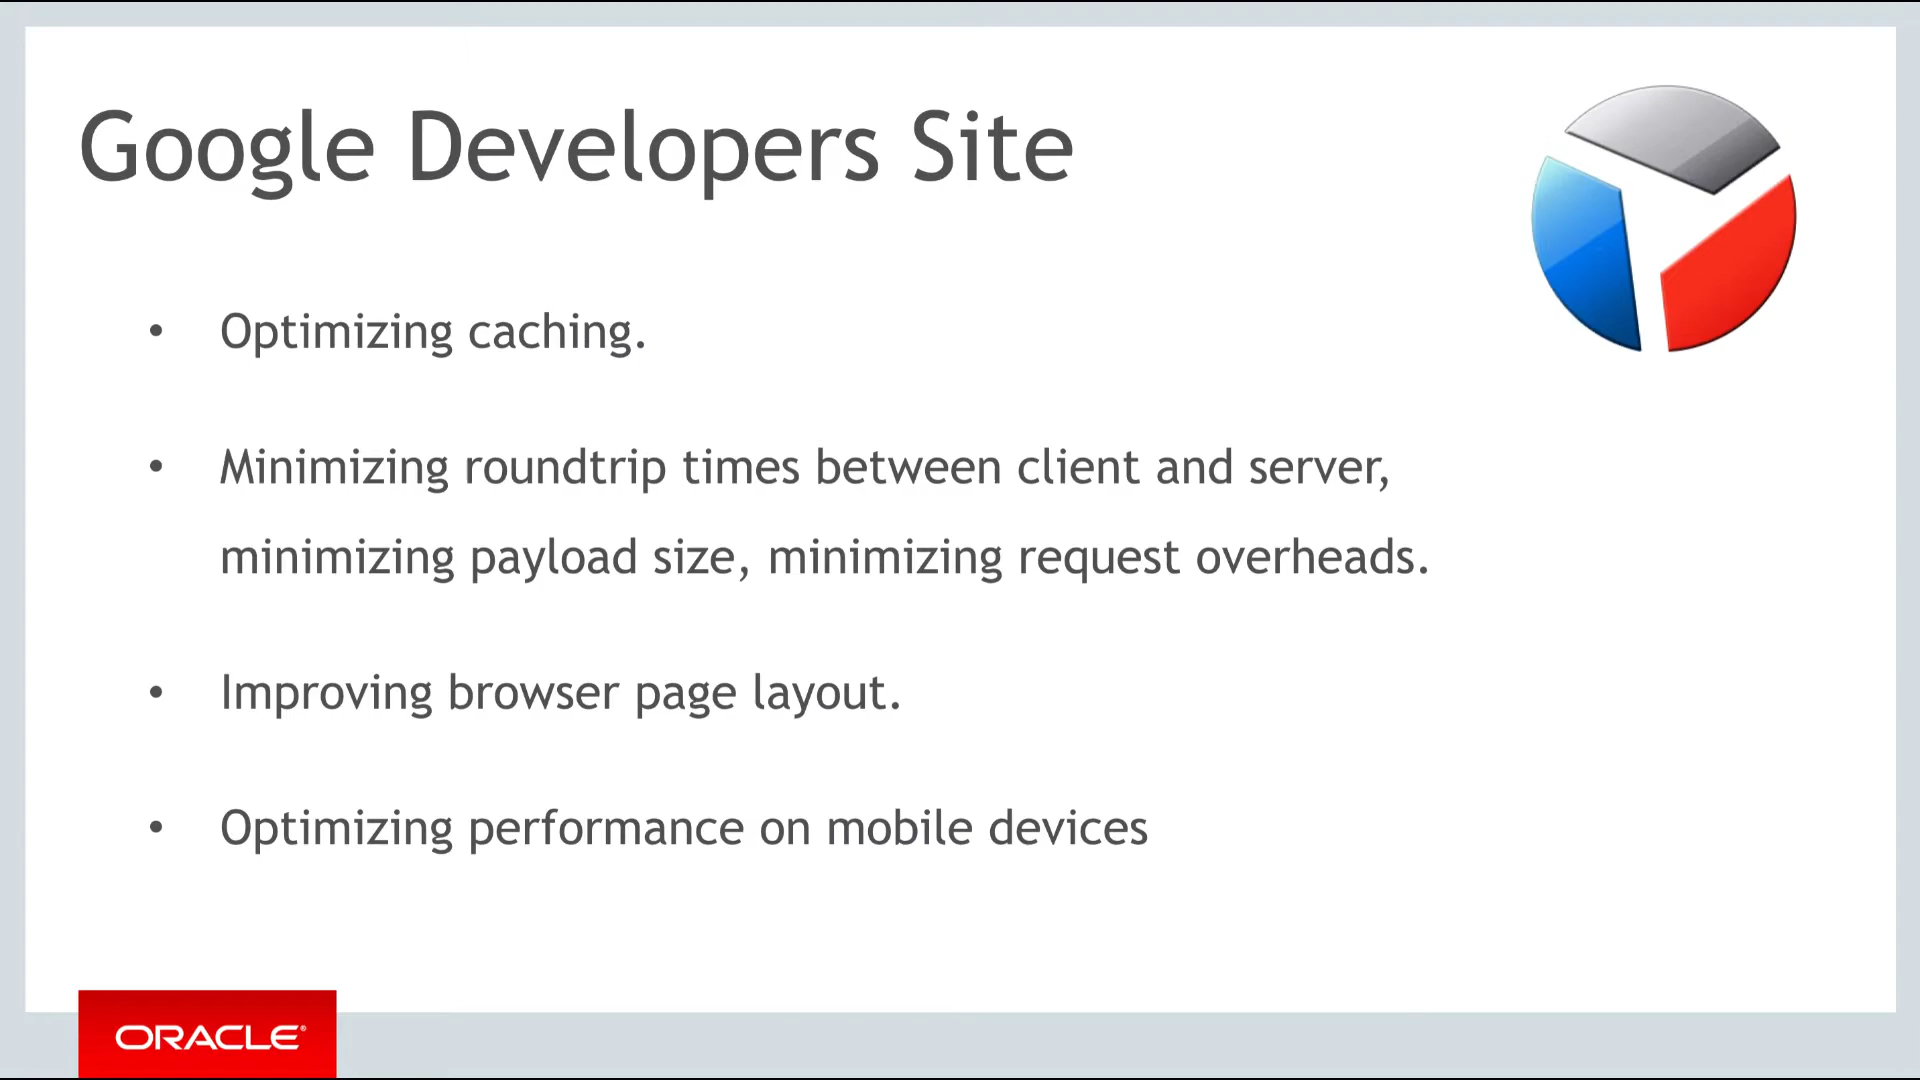 Google Developers Site
• Optimizing caching.
• Minimizing roundtrip times between client and server,
minimizing payload size, minimizing request overheads.
• Improving browser page layout.
• Optimizing performance on mobile devices
ORACLE®